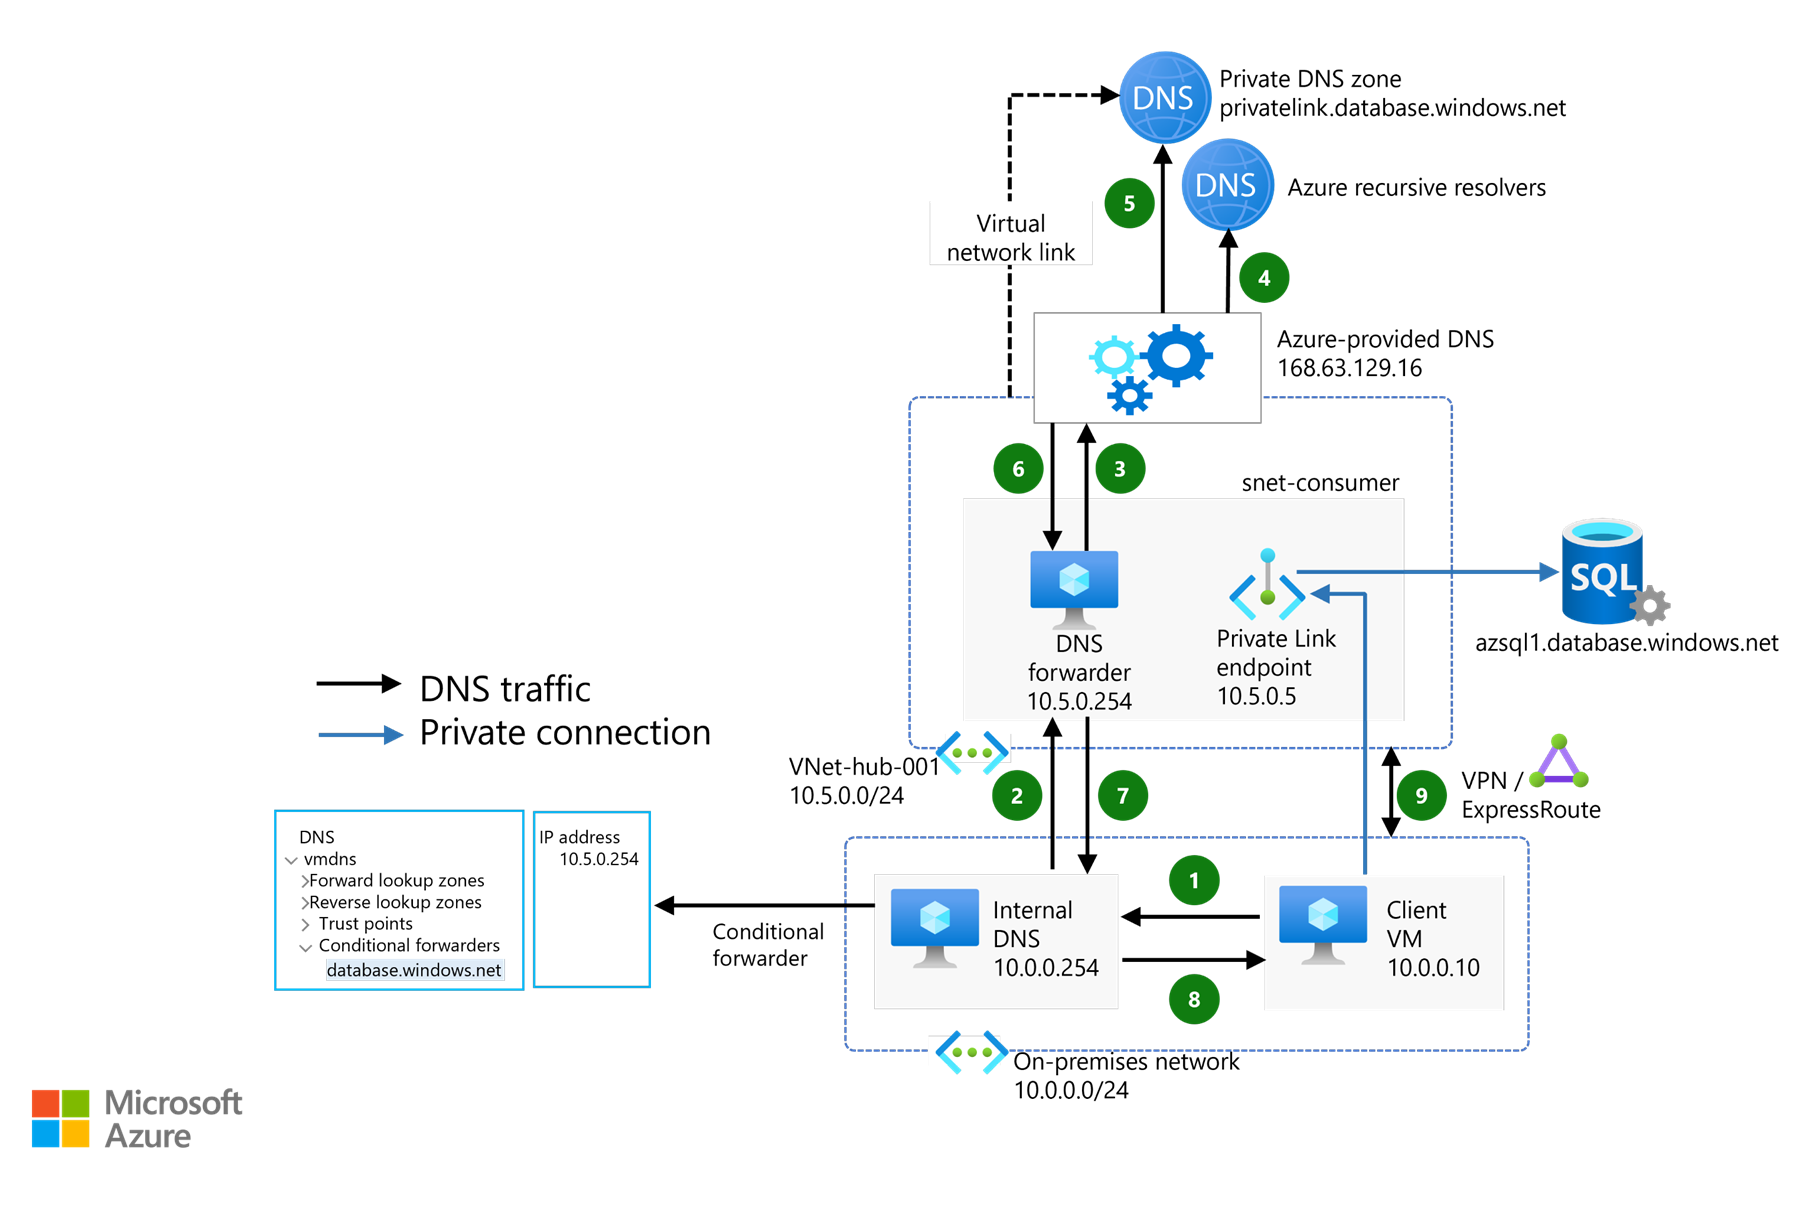 DNS
Private DNS zone
privatelink.database.windows.net
DNS
Azure recursive resolvers
5
4
Virtual
network link
Azure-provided DNS
168.63.129.16
6
3
snet-consumer
SQL
azsql1.database.windows.net
DNS
forwarder
10.5.0.254
Private Link
endpoint
10.5.0.5
DNS traffic
Private connection
VNet-hub-001
10.5.0.0/24
2
7
9
VPN /
ExpressRoute
DNS
vmdns
Forward lookup zones
Reverse lookup zones
Trust points
Conditional forwarders
database.windows.net
IP address
10.5.0.254
Conditional
forwarder
Internal
DNS
10.0.0.254
1
8
Client
VM
10.0.0.10
On-premises network
10.0.0.0/24
Microsoft
Azure